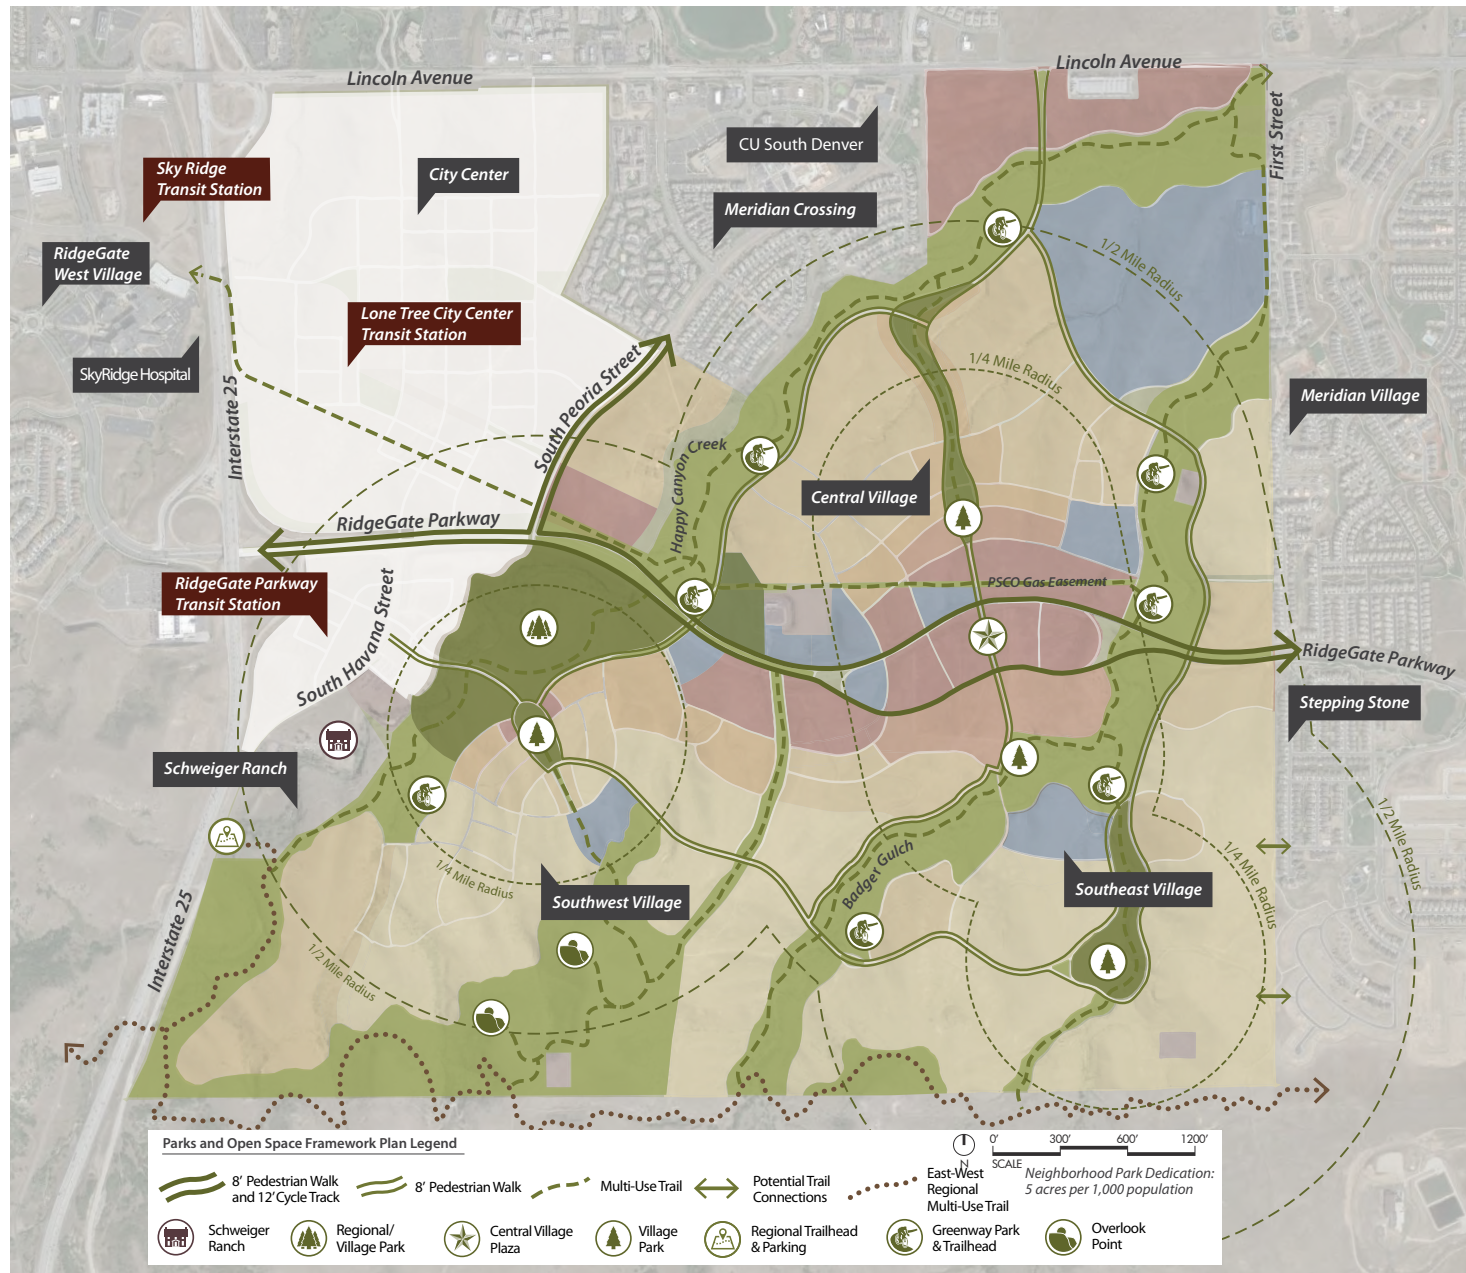 Lincoln Avenue
Lincoln Avenue
First Street
CU South Denver
Sky Ridge
Transit Station
City Center
Meridian Crossing
RidgeGate
West Village
1/2 Mile Radius
Lone Tree City Center
Transit Station
SkyRidge Hospital
South Peoria Street
1/4 Mile Radius
Meridian Village
Interstate 25
Happy Canyon Creek
Central Village
RidgeGate Parkway
PSCO Gas Easement
RidgeGate Parkway
Transit Station
South Havana Street
RidgeGate Parkway
Stepping Stone
Schweiger Ranch
1/2 Mile Radius
1/4 Mile Radius
1/4 Mile Radius
Badger Gulch
Southeast Village
Southwest Village
Interstate 25
1/2 Mile Radius
Parks and Open Space Framework Plan Legend
N
0' 300' 600' 1200'
SCALE
Neighborhood Park Dedication:
5 acres per 1,000 population
8' Pedestrian Walk
and 12' Cycle Track
8' Pedestrian Walk
Multi-Use Trail
Potential Trail
Connections
East-West
Regional
Multi-Use Trail
Schweiger
Ranch
Regional/
Village Park
Central Village
Plaza
Village
Park
Regional Trailhead
& Parking
Greenway Park
& Trailhead
Overlook
Point